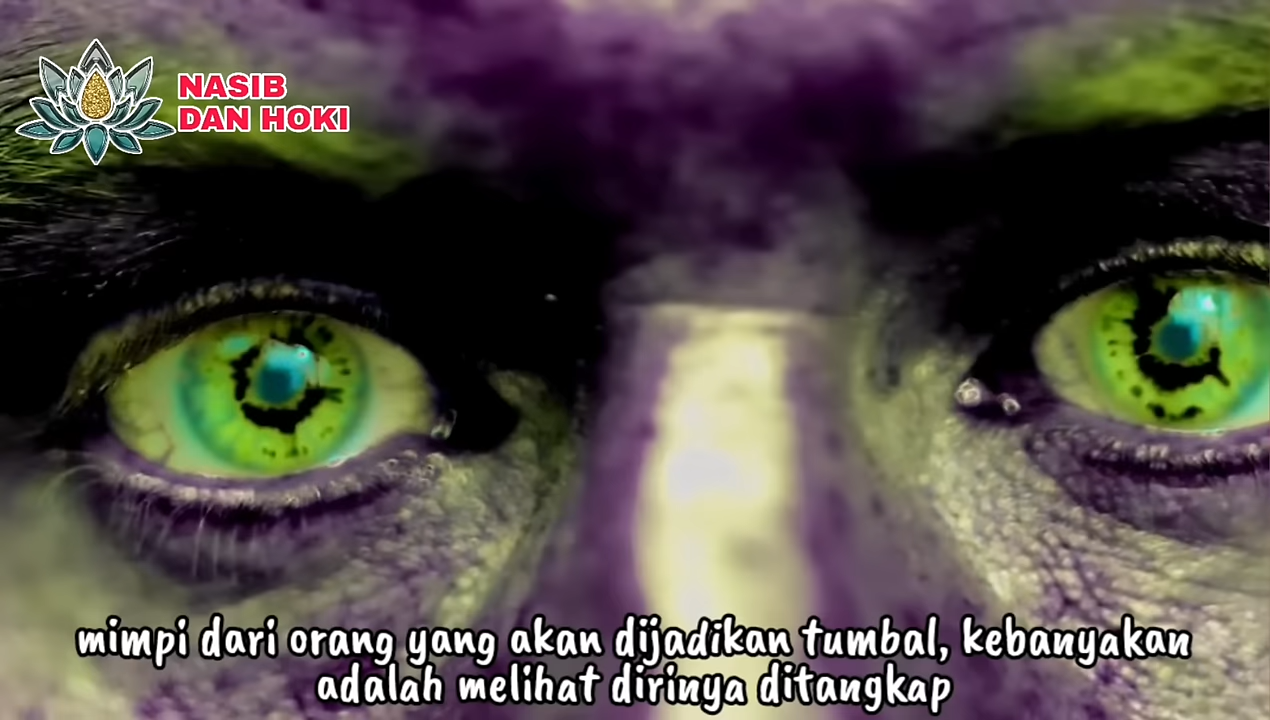 NASIB
DAN HOKI
mimpi dari orang yang akan dijadikan tumbal, kebanyakan
adalah melihat dirinya ditangkap